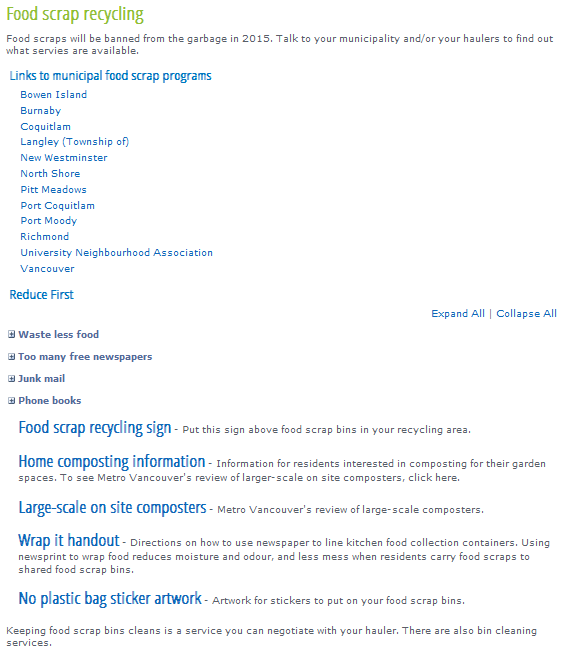 Food scrap recycling
Food scraps will be banned from the garbage in 2015. Talk to your municipality and/or your haulers to find out
what servies are available.
Links to municipal food scrap programs
Bowen Island
Burnaby
Coquitlam
Langley (Township of)
New Westminster
North Shore
Pitt Meadows
Port Coquitlam
Port Moody
Richmond
University Neighbourhood Association
Vancouver
Reduce First
Expand All | Collapse All
Waste less food
Too many free newspapers
Junk mail
Phone books
Food scrap recycling sign - Put this sign above food scrap bins in your recycling area.
Home composting information - Information for residents interested in composting for their garden
spaces. To see Metro Vancouver's review of larger-scale on site composters, click here.
Large-scale on site composters - Metro Vancouver's review of large-scale composters.
Wrap it handout - Directions on how to use newspaper to line kitchen food collection containers. Using
newsprint to wrap food reduces moisture and odour, and less mess when residents carry food scraps to
shared food scrap bins.
No plastic bag sticker artwork - Artwork for stickers to put on your food scrap bins.
Keeping food scrap bins cleans is a service you can negotiate with your hauler. There are also bin cleaning
services.